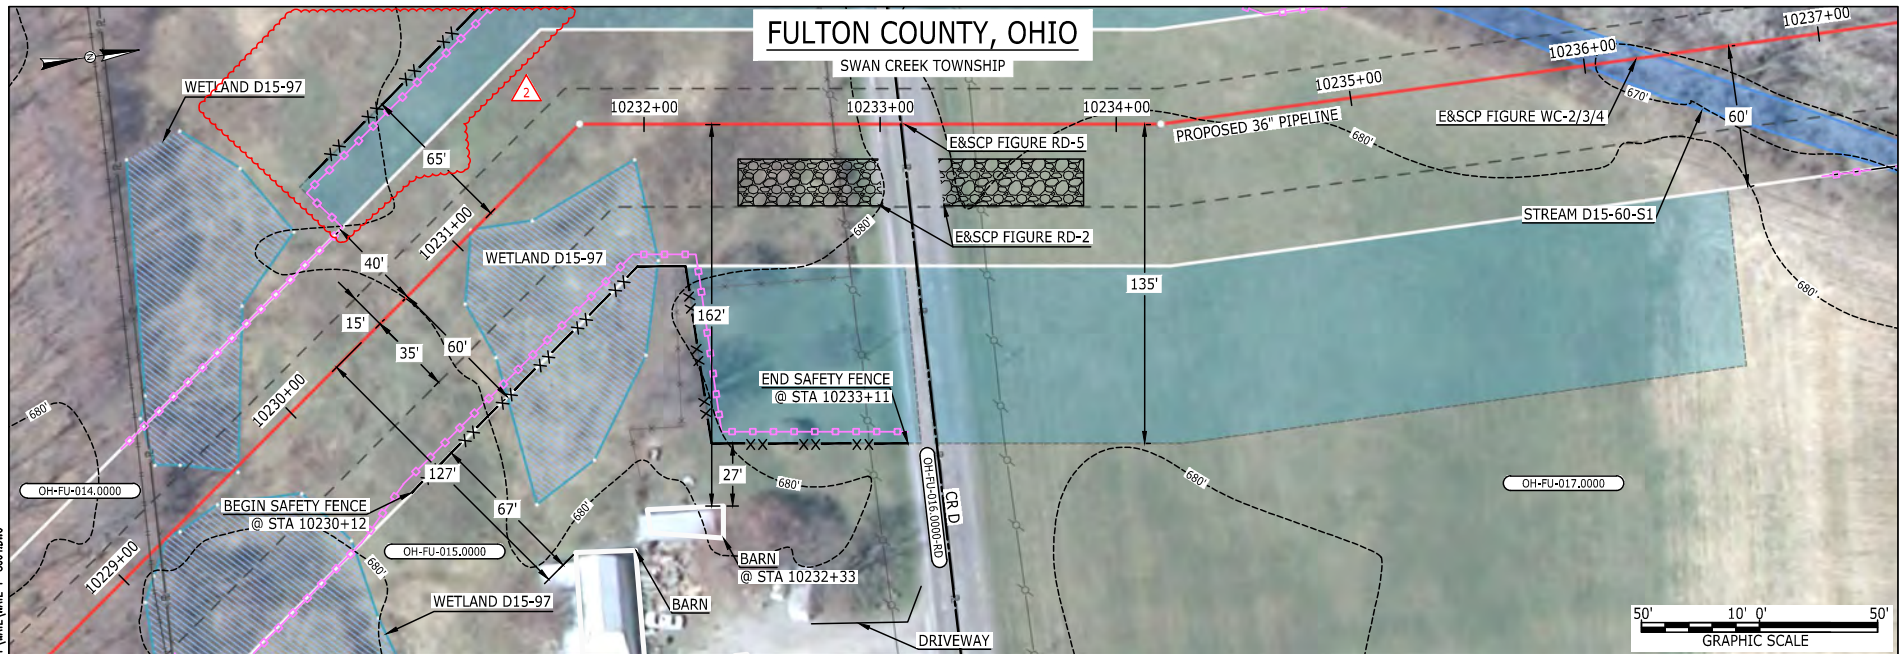 FULTON COUNTY, OHIO
SWAN CREEK TOWNSHIP
N
WETLAND D15-97
2
10232+00
10233+00
10234+00
10235+00
10236+00
10237+00
PROPOSED 36" PIPELINE
E&SCP FIGURE RD-5
E&SCP FIGURE WC-2/3/4
670'
60'
680'
65'
10231+00
680'
E&SCP FIGURE RD-2
STREAM D15-60-S1
WETLAND D15-97
40'
135'
680'
15'
35'
60'
162'
10230+00
END SAFETY FENCE
@ STA 10233+11
680'
127'
27'
680'
680'
OH-FU-014.0000
OH-FU-017.0000
BEGIN SAFETY FENCE
@ STA 10230+12
67'
680'
CR D
OH-FU-016.0000-RD
10229+00
680'
OH-FU-015.0000
BARN
@ STA 10232+33
WETLAND D15-97
BARN
DRIVEWAY
50' 10' 0' 50'
GRAPHIC SCALE